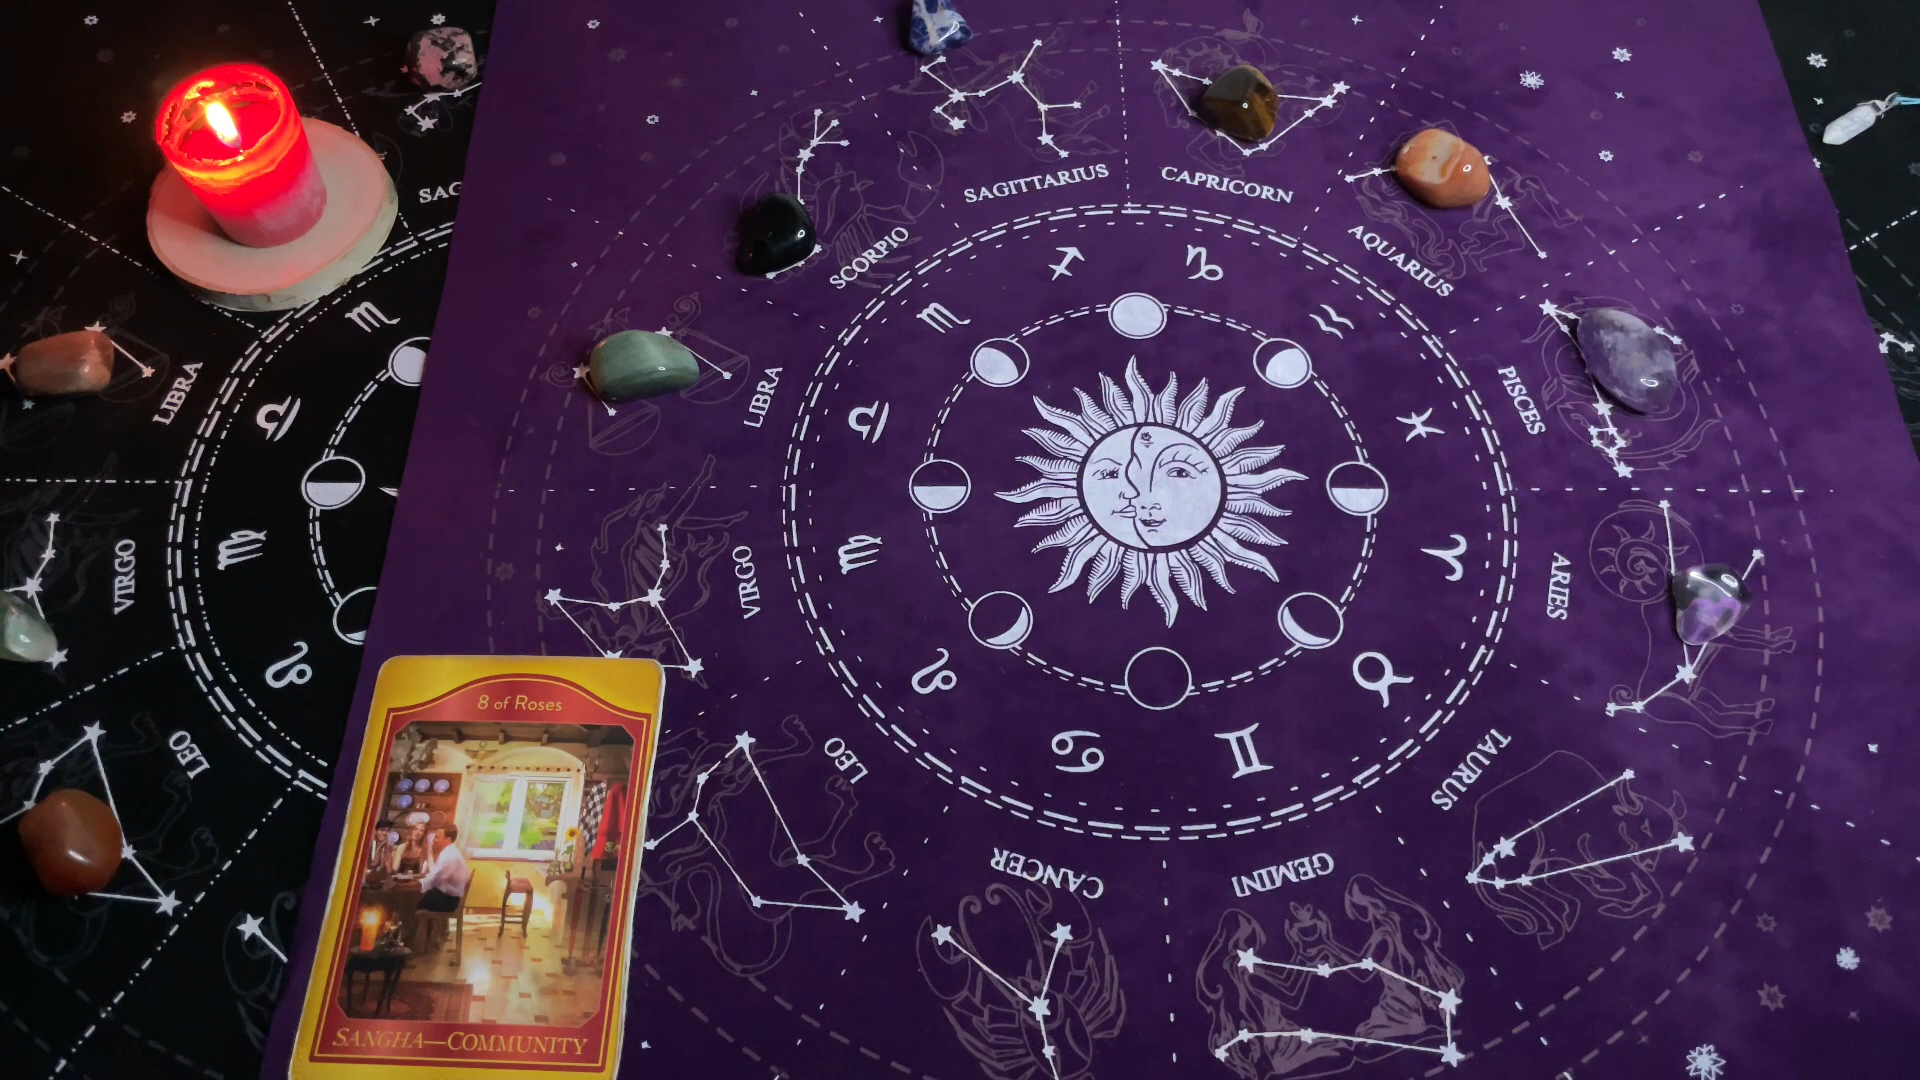 SAG
LIBRA
VIRGO
LEO
SAGITTARIUS
CAPRICORN
SCORPIO
AQUARIUS
LIBRA
PISCES
VIRGO
ARIES
LEO
TAURUS
CANCER
GEMINI
8 of Roses
SANGHA—COMMUNITY